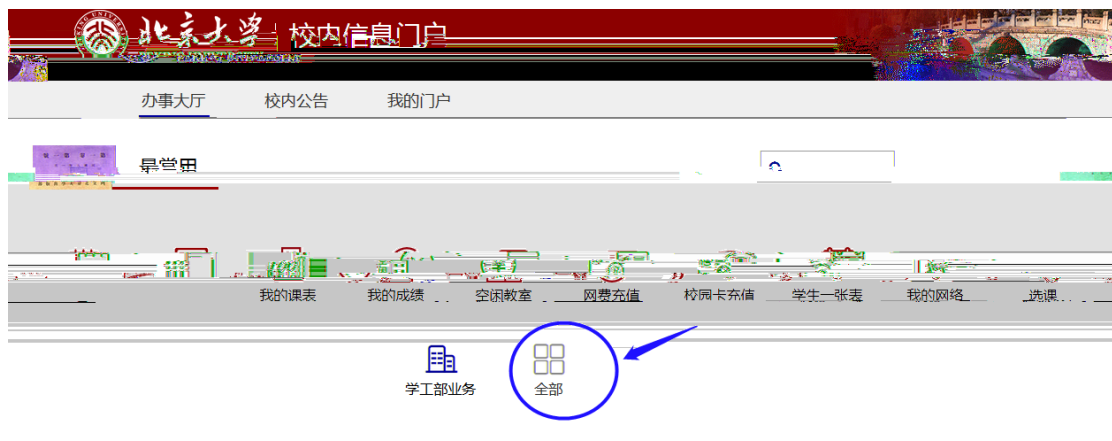 北京大学 校内信息门户
办事大厅 校内公告 我的门户
最常用
我的课表 我的成绩 空闲教室 网费充值 校园卡充值 学生一张表 我的网络 选课
学工部业务 全部